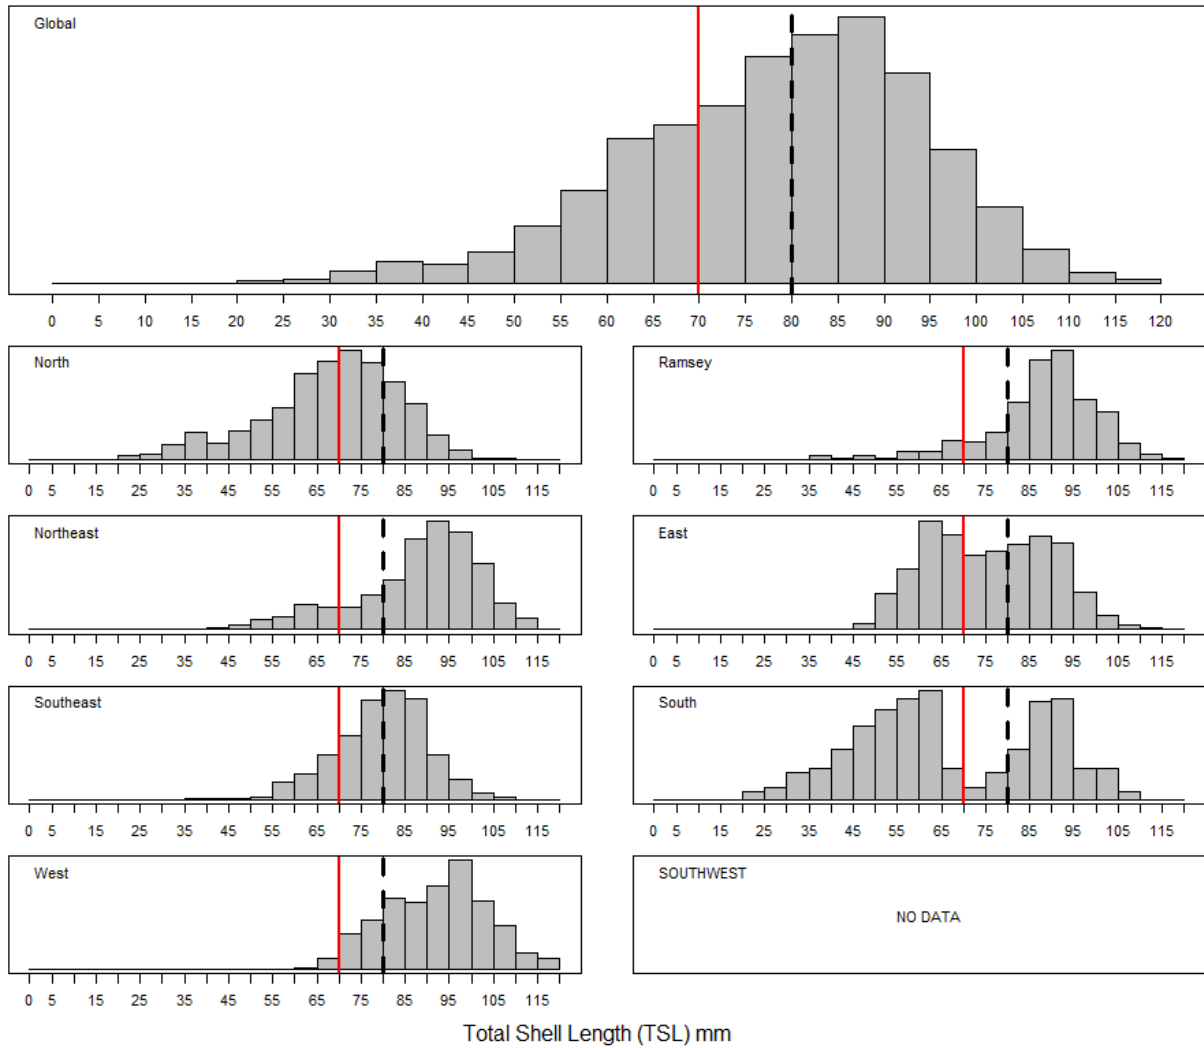 Global
0 5 10 15 20 25 30 35 40 45 50 55 60 65 70 75 80 85 90 95 100 105 110 115 120
North
0 5 15 25 35 45 55 65 75 85 95 105 115
Ramsey
0 5 15 25 35 45 55 65 75 85 95 105 115
Northeast
0 5 15 25 35 45 55 65 75 85 95 105 115
East
0 5 15 25 35 45 55 65 75 85 95 105 115
Southeast
0 5 15 25 35 45 55 65 75 85 95 105 115
South
0 5 15 25 35 45 55 65 75 85 95 105 115
West
0 5 15 25 35 45 55 65 75 85 95 105 115
SOUTHWEST
NO DATA
Total Shell Length (TSL) mm